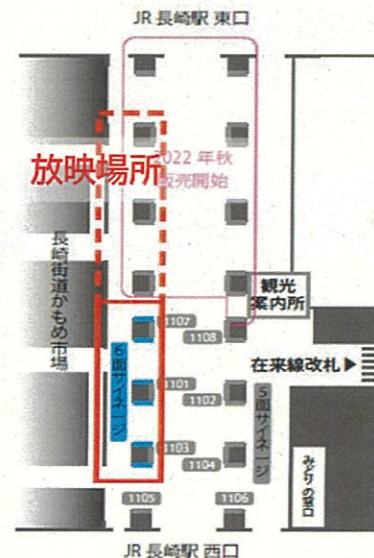 JR 長崎駅 東口
放映場所
2022 年秋
販売開始
長崎街道かもめ市場
観光
案内所
1107
1108
在来線改札▶
6面サイネージ
1101
1102
5面サイネージ
1103
1104
みどりの窓口
1105
1106
JR 長崎駅 西口